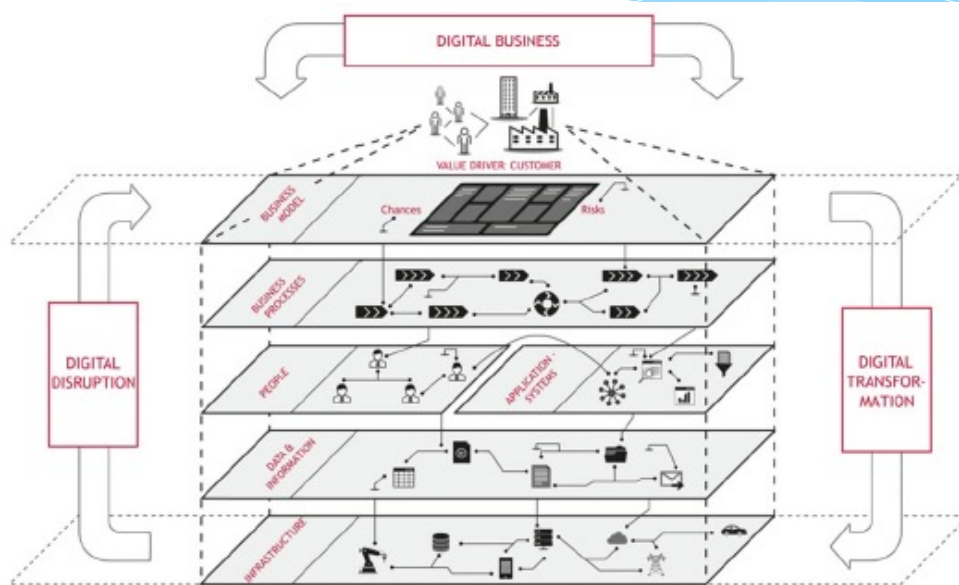 DIGITAL BUSINESS
VALUE DRIVER: CUSTOMER
BUSINESS
MODEL
Chances
Risks
BUSINESS
PROCESSES
DIGITAL
DISRUPTION
DIGITAL
TRANSFOR-
MATION
PEOPLE
APPLICATION -
SYSTEMS
DATA &
INFORMATION
INFRASTRUCTURE